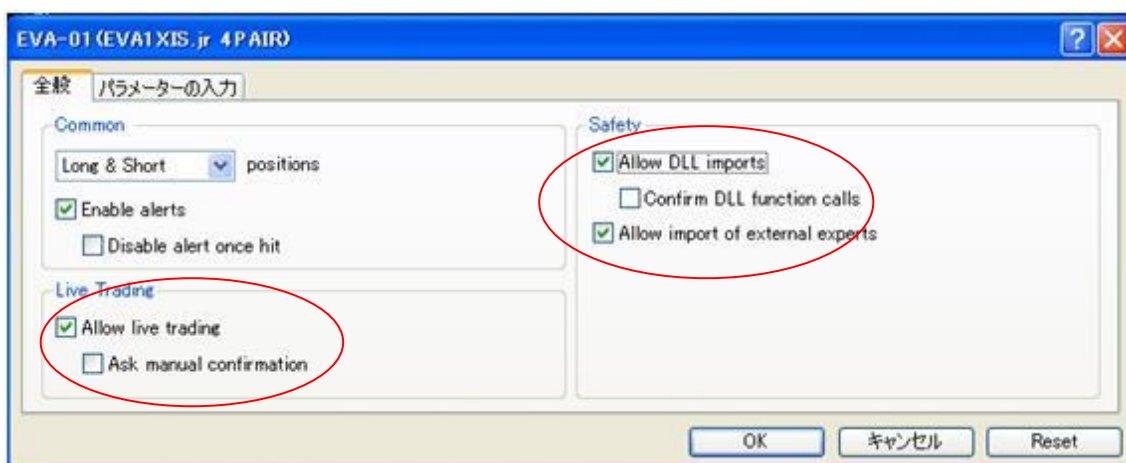 EVA-01(EVA1XIS.jr 4PAIR)
全般 パラメーターの入力
Common
Long & Short positions
Enable alerts
Disable alert once hit
Live Trading
Allow live trading
Ask manual confirmation
Safety
Allow DLL imports
Confirm DLL function calls
Allow import of external experts
OK キャンセル Reset